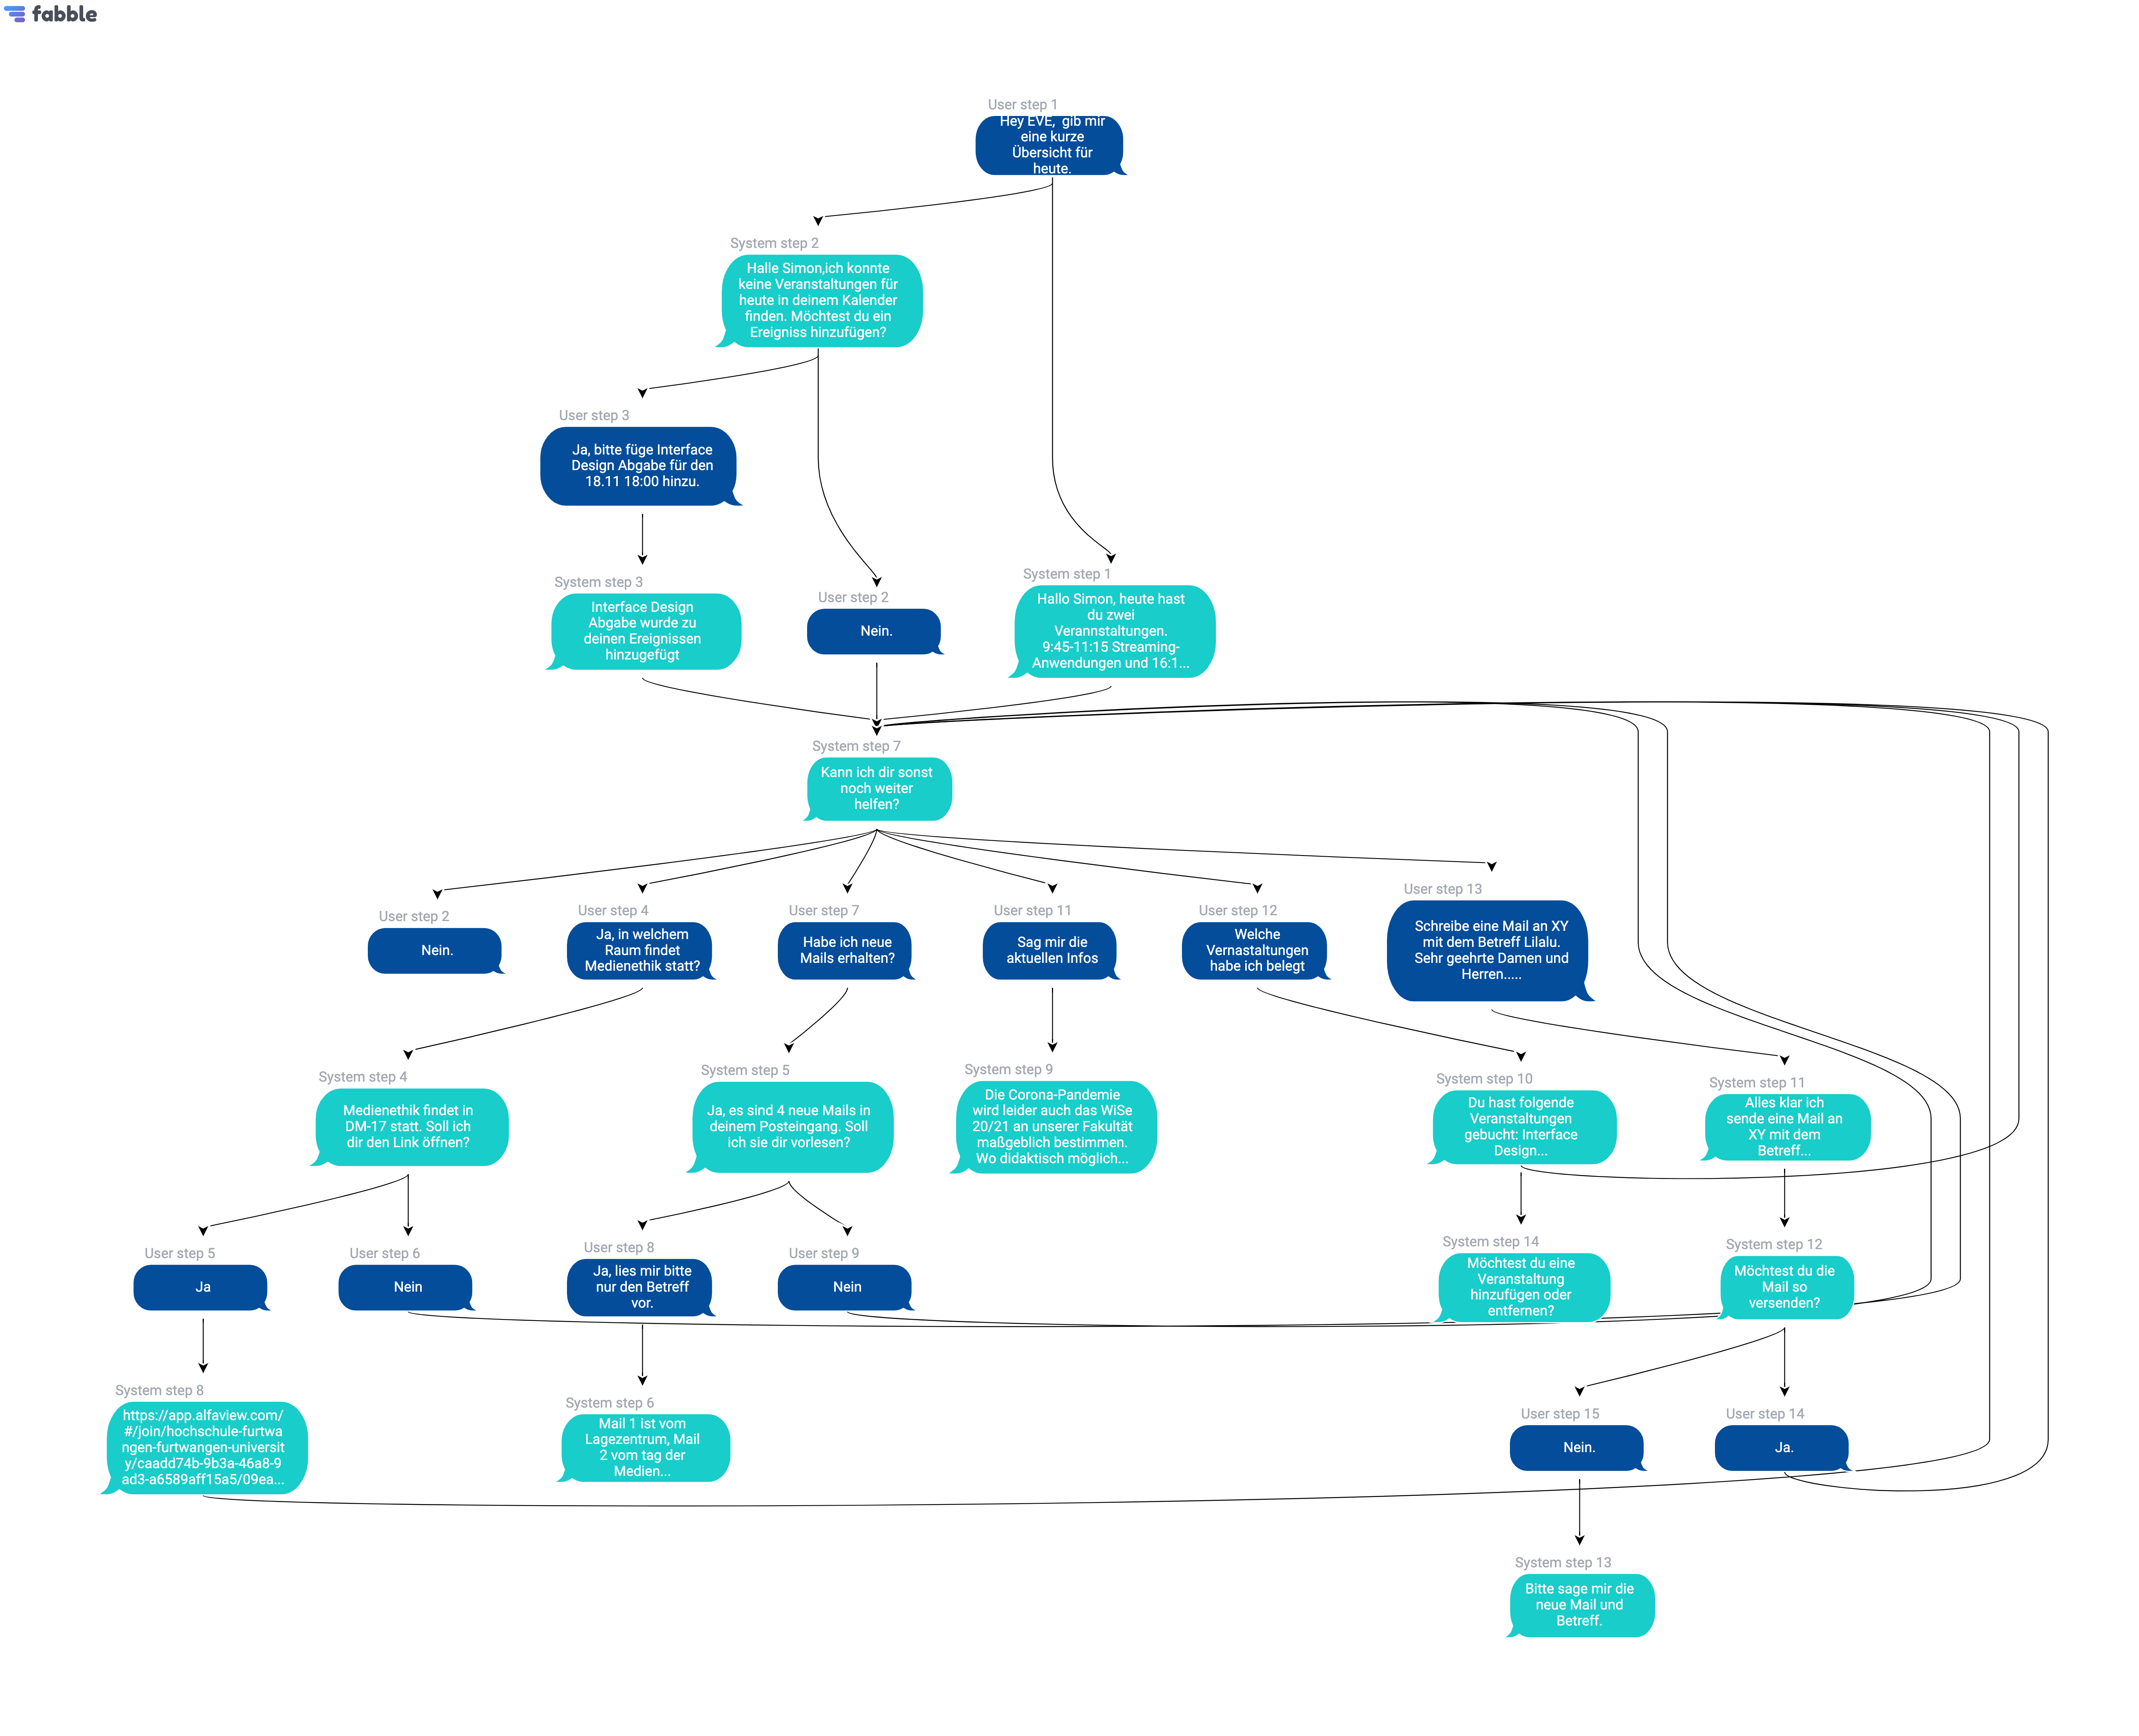 fabble
User step 1
Hey EVE,  gib mir
eine kurze
Übersicht für
heute.
System step 2
Halle Simon,ich konnte
keine Veranstaltungen für
heute in deinem Kalender
finden. Möchtest du ein
Ereigniss hinzufügen?
User step 3
Ja, bitte füge Interface
Design Abgabe für den
18.11 18:00 hinzu.
System step 3
Interface Design
Abgabe wurde zu
deinen Ereignissen
hinzugefügt
User step 2
Nein.
System step 1
Hallo Simon, heute hast
du zwei
Verannstaltungen.
9:45-11:15 Streaming-
Anwendungen und 16:1...
System step 7
Kann ich dir sonst
noch weiter
helfen?
User step 2
Nein.
User step 4
Ja, in welchem
Raum findet
Medienethik statt?
User step 7
Habe ich neue
Mails erhalten?
User step 11
Sag mir die
aktuellen Infos
User step 12
Welche
Vernastaltungen
habe ich belegt
User step 13
Schreibe eine Mail an XY
mit dem Betreff Lilalu.
Sehr geehrte Damen und
Herren.....
System step 4
Medienethik findet in
DM-17 statt. Soll ich
dir den Link öffnen?
System step 5
Ja, es sind 4 neue Mails in
deinem Posteingang. Soll
ich sie dir vorlesen?
System step 9
Die Corona-Pandemie
wird leider auch das WiSe
20/21 an unserer Fakultät
maßgeblich bestimmen.
Wo didaktisch möglich...
System step 10
Du hast folgende
Veranstaltungen
gebucht: Interface
Design...
System step 11
Alles klar ich
sende eine Mail an
XY mit dem
Betreff...
User step 5
Ja
User step 6
Nein
User step 8
Ja, lies mir bitte
nur den Betreff
vor.
User step 9
Nein
System step 14
Möchtest du eine
Veranstaltung
hinzufügen oder
entfernen?
System step 12
Möchtest du die
Mail so
versenden?
System step 8
https://app.alfaview.com/
#/join/hochschule-furtwa
ngen-furtwangen-universit
y/caadd74b-9b3a-46a8-9
ad3-a6589aff15a5/09ea...
System step 6
Mail 1 ist vom
Lagezentrum, Mail
2 vom tag der
Medien...
User step 15
Nein.
User step 14
Ja.
System step 13
Bitte sage mir die
neue Mail und
Betreff.